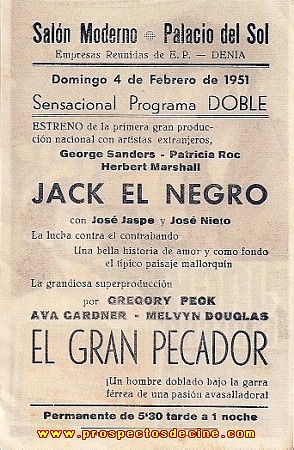 Salón Moderno - Palacio del Sol
Empresas Reunidas de E.P. — DENIA
Domingo 4 de Febrero de 1951
Sensacional Programa DOBLE
ESTRENO de la primera gran produc-
ción nacional con artistas extranjeros,
George Sanders - Patricia Roc
Herbert Marshall
JACK EL NEGRO
con José Jaspe y José Nieto
La lucha contra el contrabando
Una bella historia de amor y como fondo
el típico paisaje mallorquín
La grandiosa superproducción
por GREGORY PECK
AVA GARDNER - MELVYN DOUGLAS
EL GRAN PECADOR
¡Un hombre doblado bajo la garra
férrea de una pasión avasalladora!
Permanente de 5'30 tarde a 1 noche
www.prospectosdecine.com